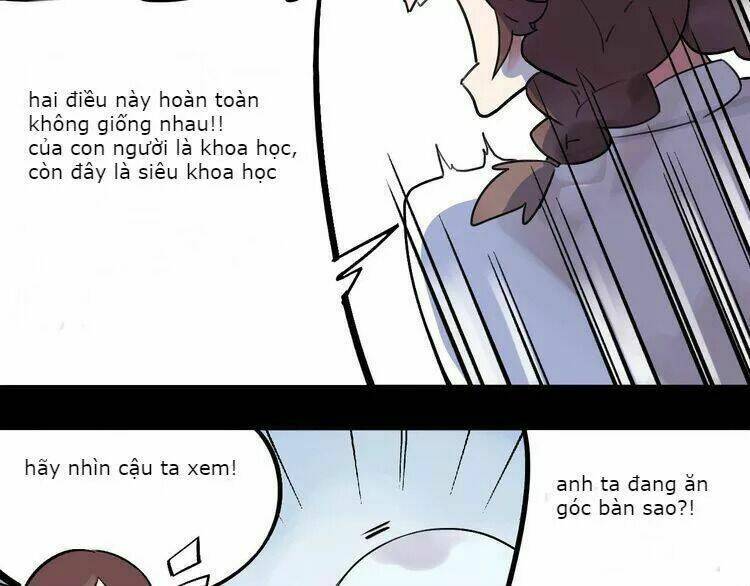 hai điều này hoàn toàn
không giống nhau!!
của con người là khoa học,
còn đây là siêu khoa học
hãy nhìn cậu ta xem!
anh ta đang ăn
góc bàn sao?!